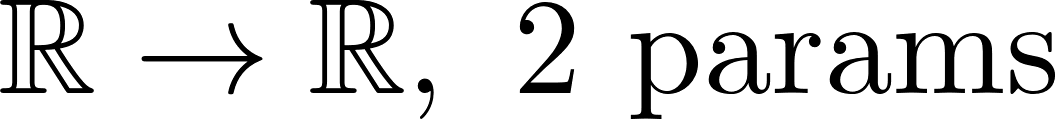 ℝ → ℝ, 2 params